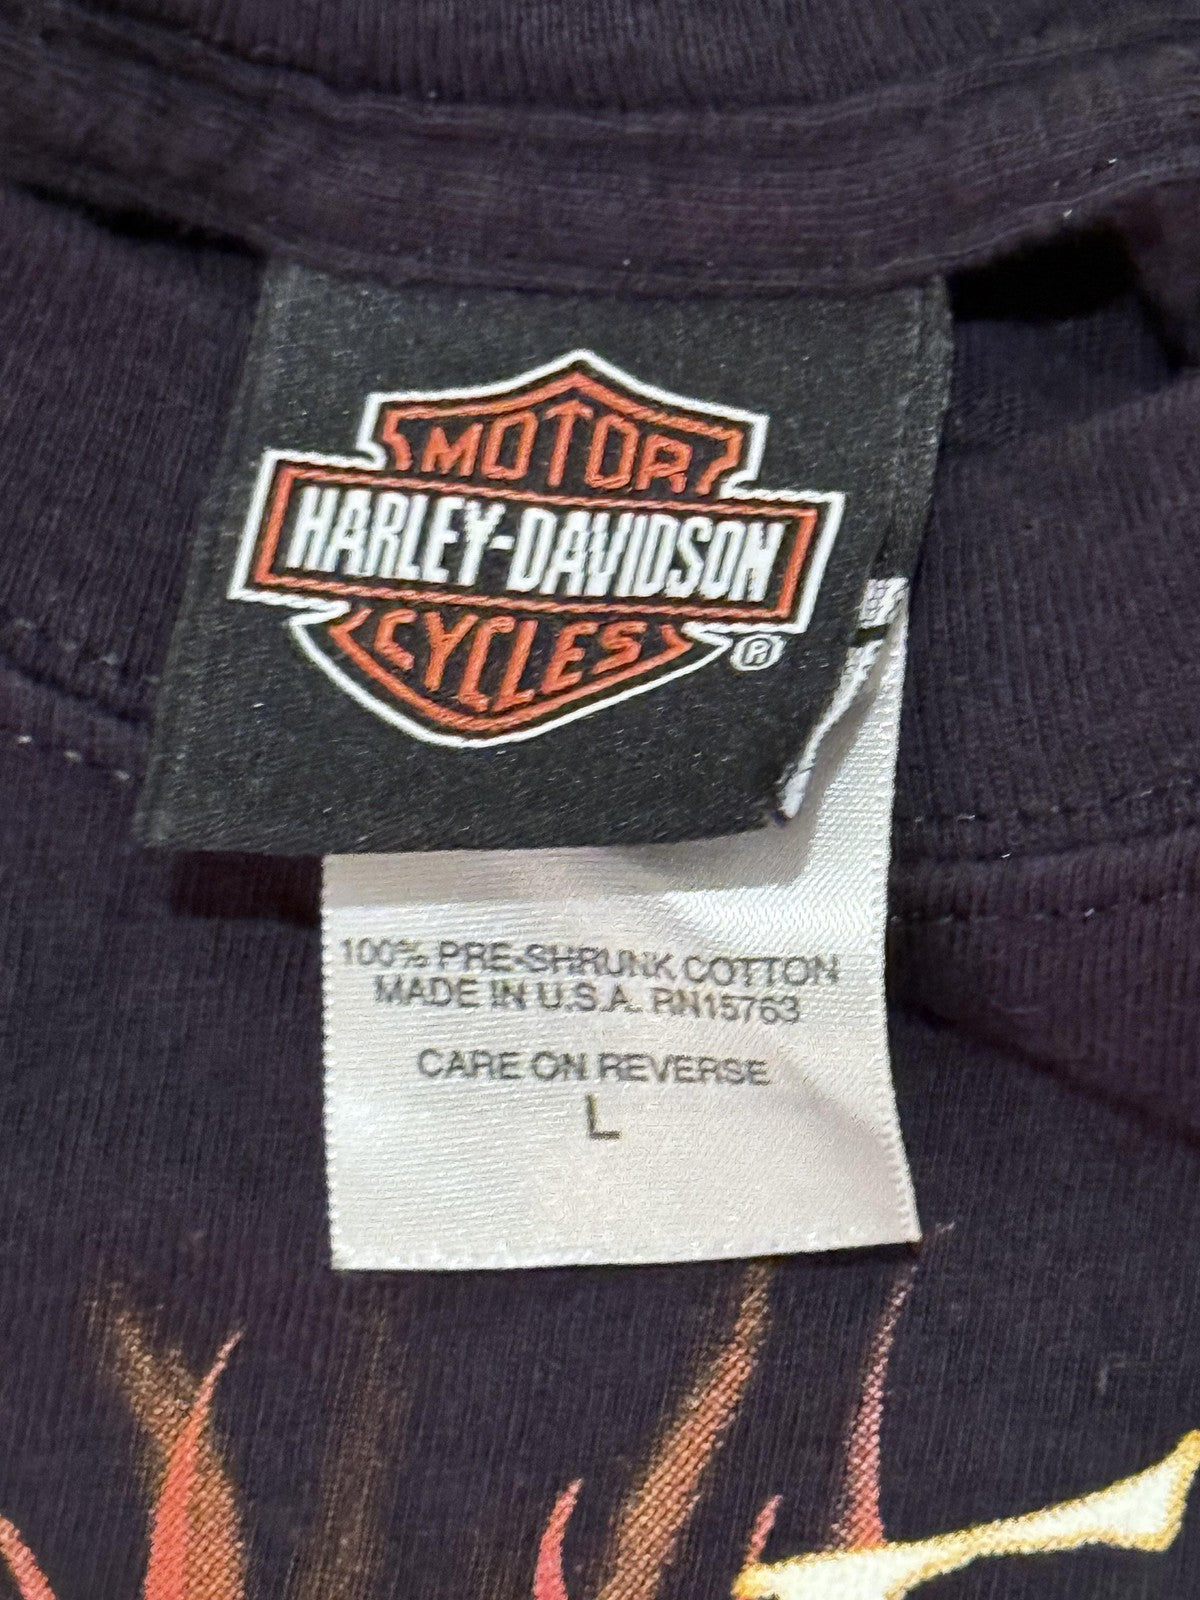 MOTOR
HARLEY-DAVIDSON
CYCLES
®
100% PRE-SHRUNK COTTON
MADE IN U.S.A. RN15763
CARE ON REVERSE
L